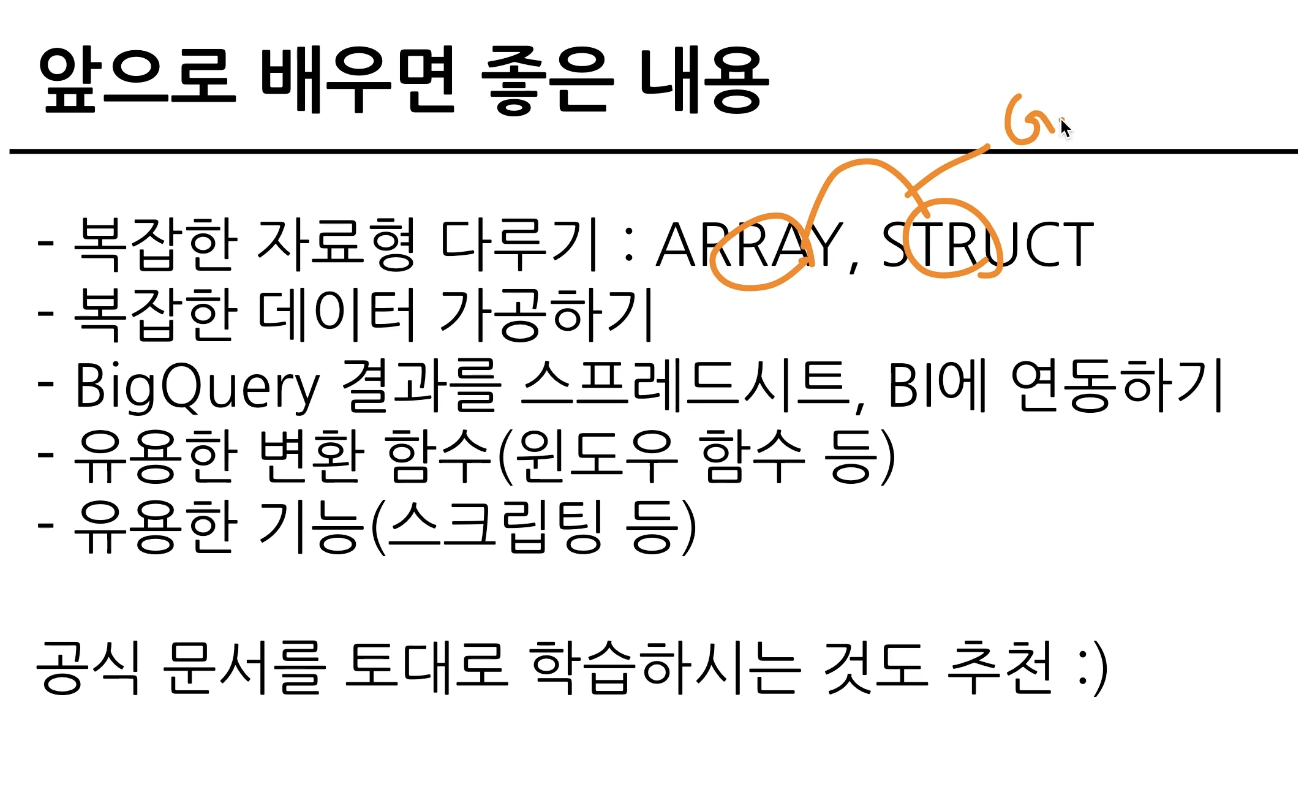 앞으로 배우면 좋은 내용
- 복잡한 자료형 다루기 : ARRAY, STRUCT
- 복잡한 데이터 가공하기
- BigQuery 결과를 스프레드시트, BI에 연동하기
- 유용한 변환 함수(윈도우 함수 등)
- 유용한 기능(스크립팅 등)
공식 문서를 토대로 학습하시는 것도 추천 :)